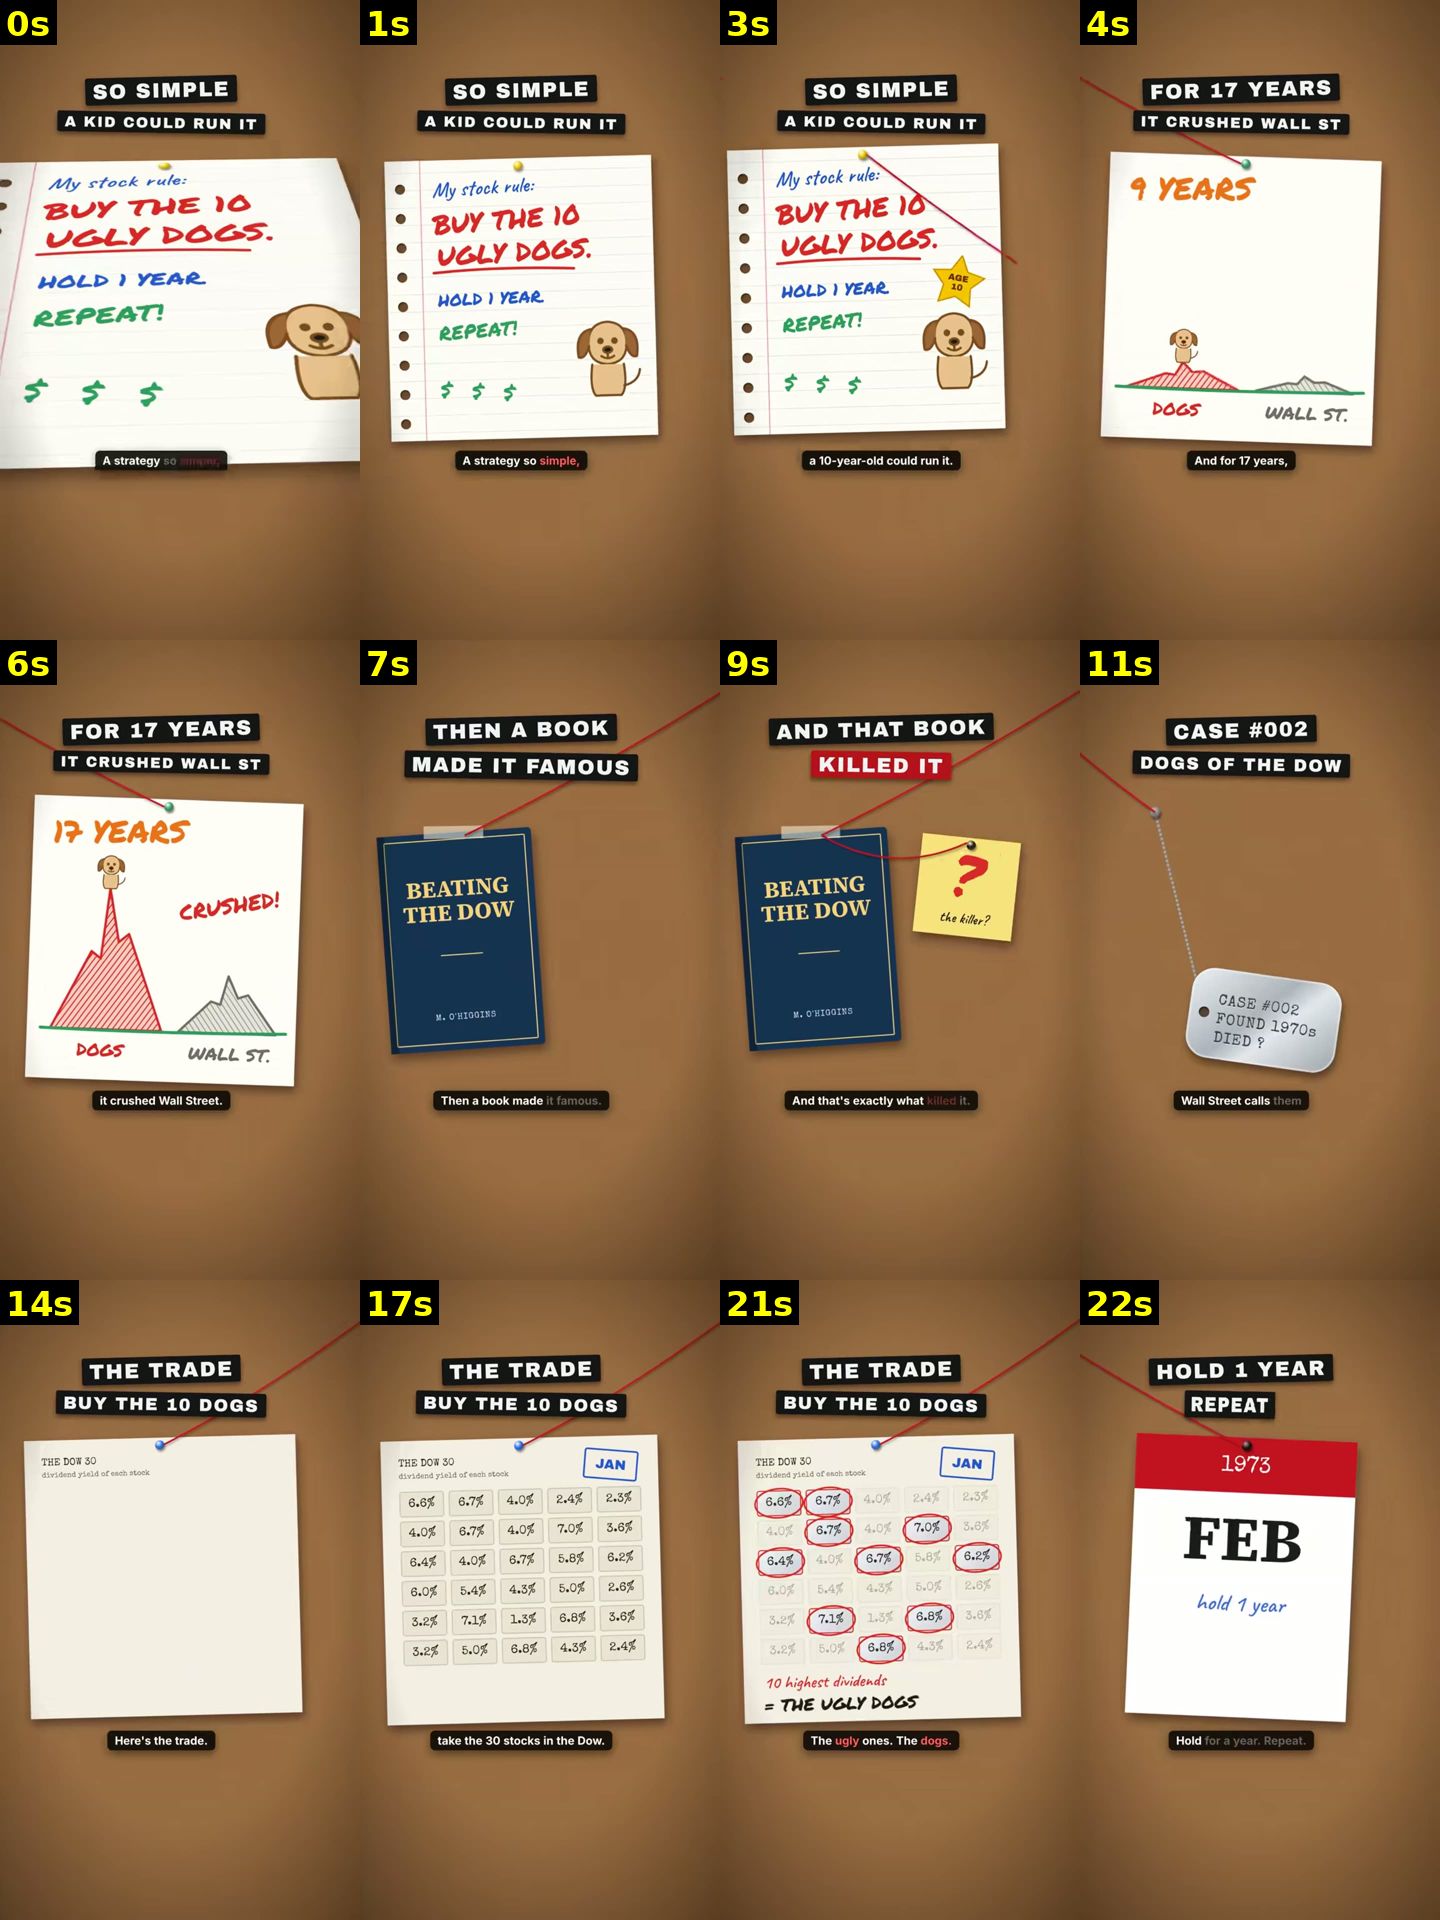 0s
SO SIMPLE
A KID COULD RUN IT
My stock rule:
BUY THE 10
UGLY DOGS.
HOLD 1 YEAR
REPEAT!
$ $ $
A strategy so simple,
1s
SO SIMPLE
A KID COULD RUN IT
My stock rule:
BUY THE 10
UGLY DOGS.
HOLD 1 YEAR
REPEAT!
$ $ $
A strategy so simple,
3s
SO SIMPLE
A KID COULD RUN IT
My stock rule:
BUY THE 10
UGLY DOGS.
HOLD 1 YEAR
AGE
10
REPEAT!
$ $ $
a 10-year-old could run it.
4s
FOR 17 YEARS
IT CRUSHED WALL ST
9 YEARS
DOGS WALL ST.
And for 17 years,
6s
FOR 17 YEARS
IT CRUSHED WALL ST
17 YEARS
CRUSHED!
DOGS WALL ST.
it crushed Wall Street.
7s
THEN A BOOK
MADE IT FAMOUS
BEATING
THE DOW
M. O'HIGGINS
Then a book made it famous.
9s
AND THAT BOOK
KILLED IT
BEATING
THE DOW
M. O'HIGGINS
?
the killer?
And that's exactly what killed it.
11s
CASE #002
DOGS OF THE DOW
CASE #002
FOUND 1970s
DIED ?
Wall Street calls them
14s
THE TRADE
BUY THE 10 DOGS
THE DOW 30
dividend yield of each stock
Here's the trade.
17s
THE TRADE
BUY THE 10 DOGS
THE DOW 30
dividend yield of each stock
JAN
6.6% 6.7% 4.0% 2.4% 2.3%
4.0% 6.7% 4.0% 7.0% 3.6%
6.4% 4.0% 6.7% 5.8% 6.2%
6.0% 5.4% 4.3% 5.0% 2.6%
3.2% 7.1% 1.3% 6.8% 3.6%
3.2% 5.0% 6.8% 4.3% 2.4%
take the 30 stocks in the Dow.
21s
THE TRADE
BUY THE 10 DOGS
THE DOW 30
dividend yield of each stock
JAN
6.6% 6.7% 4.0% 2.4% 2.3%
4.0% 6.7% 4.0% 7.0% 3.6%
6.4% 4.0% 6.7% 5.8% 6.2%
6.0% 5.4% 4.3% 5.0% 2.6%
3.2% 7.1% 1.3% 6.8% 3.6%
3.2% 5.0% 6.8% 4.3% 2.4%
10 highest dividends
= THE UGLY DOGS
The ugly ones. The dogs.
22s
HOLD 1 YEAR
REPEAT
1973
FEB
hold 1 year
Hold for a year. Repeat.